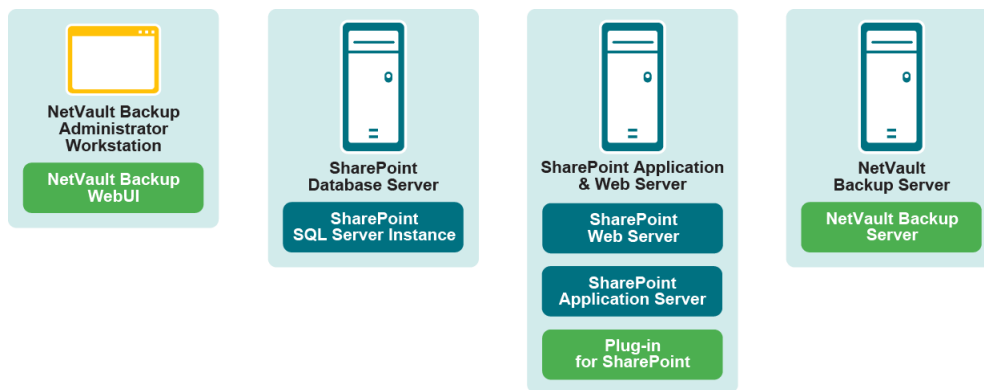 NetVault Backup
Administrator
Workstation
NetVault Backup
WebUI
SharePoint
Database Server
SharePoint
SQL Server Instance
SharePoint Application
& Web Server
SharePoint
Web Server
SharePoint
Application Server
Plug-in
for SharePoint
NetVault
Backup Server
NetVault Backup
Server